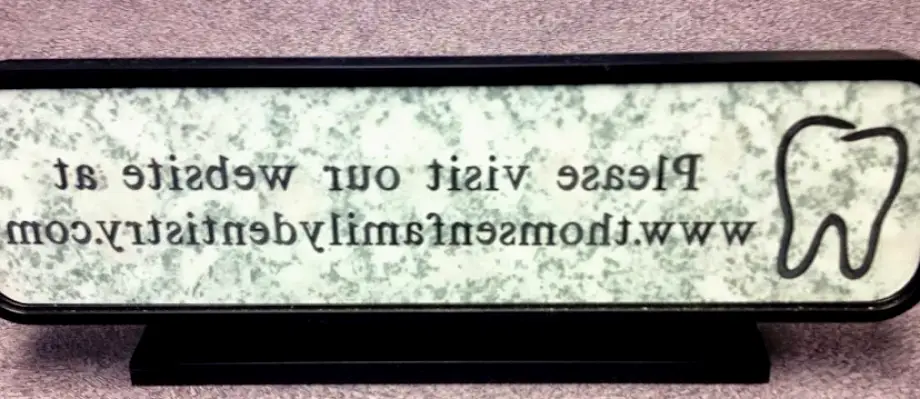 Please visit our website at
www.thomsenfamilydentistry.com